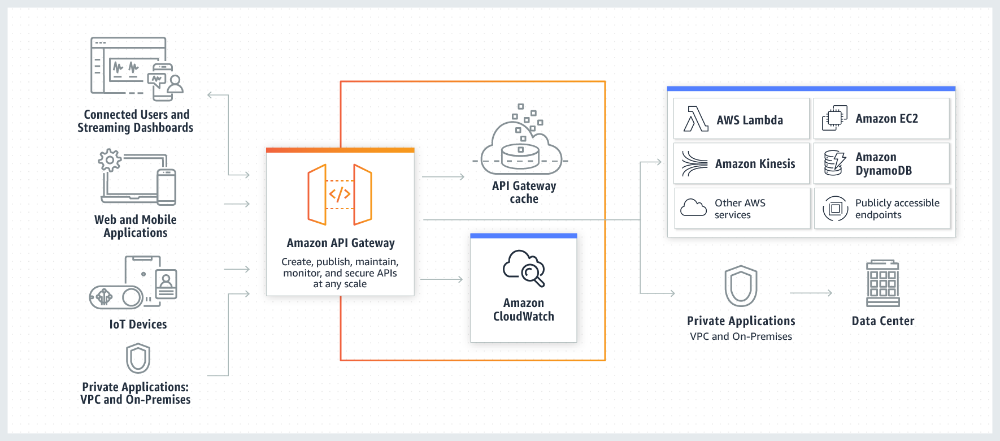 Connected Users and
Streaming Dashboards
Web and Mobile
Applications
IoT Devices
Private Applications:
VPC and On-Premises
</>
Amazon API Gateway
Create, publish, maintain,
monitor, and secure APIs
at any scale
API Gateway
cache
Amazon
CloudWatch
AWS Lambda
Amazon EC2
Amazon Kinesis
Amazon
DynamoDB
Other AWS
services
Publicly accessible
endpoints
Private Applications
VPC and On-Premises
Data Center